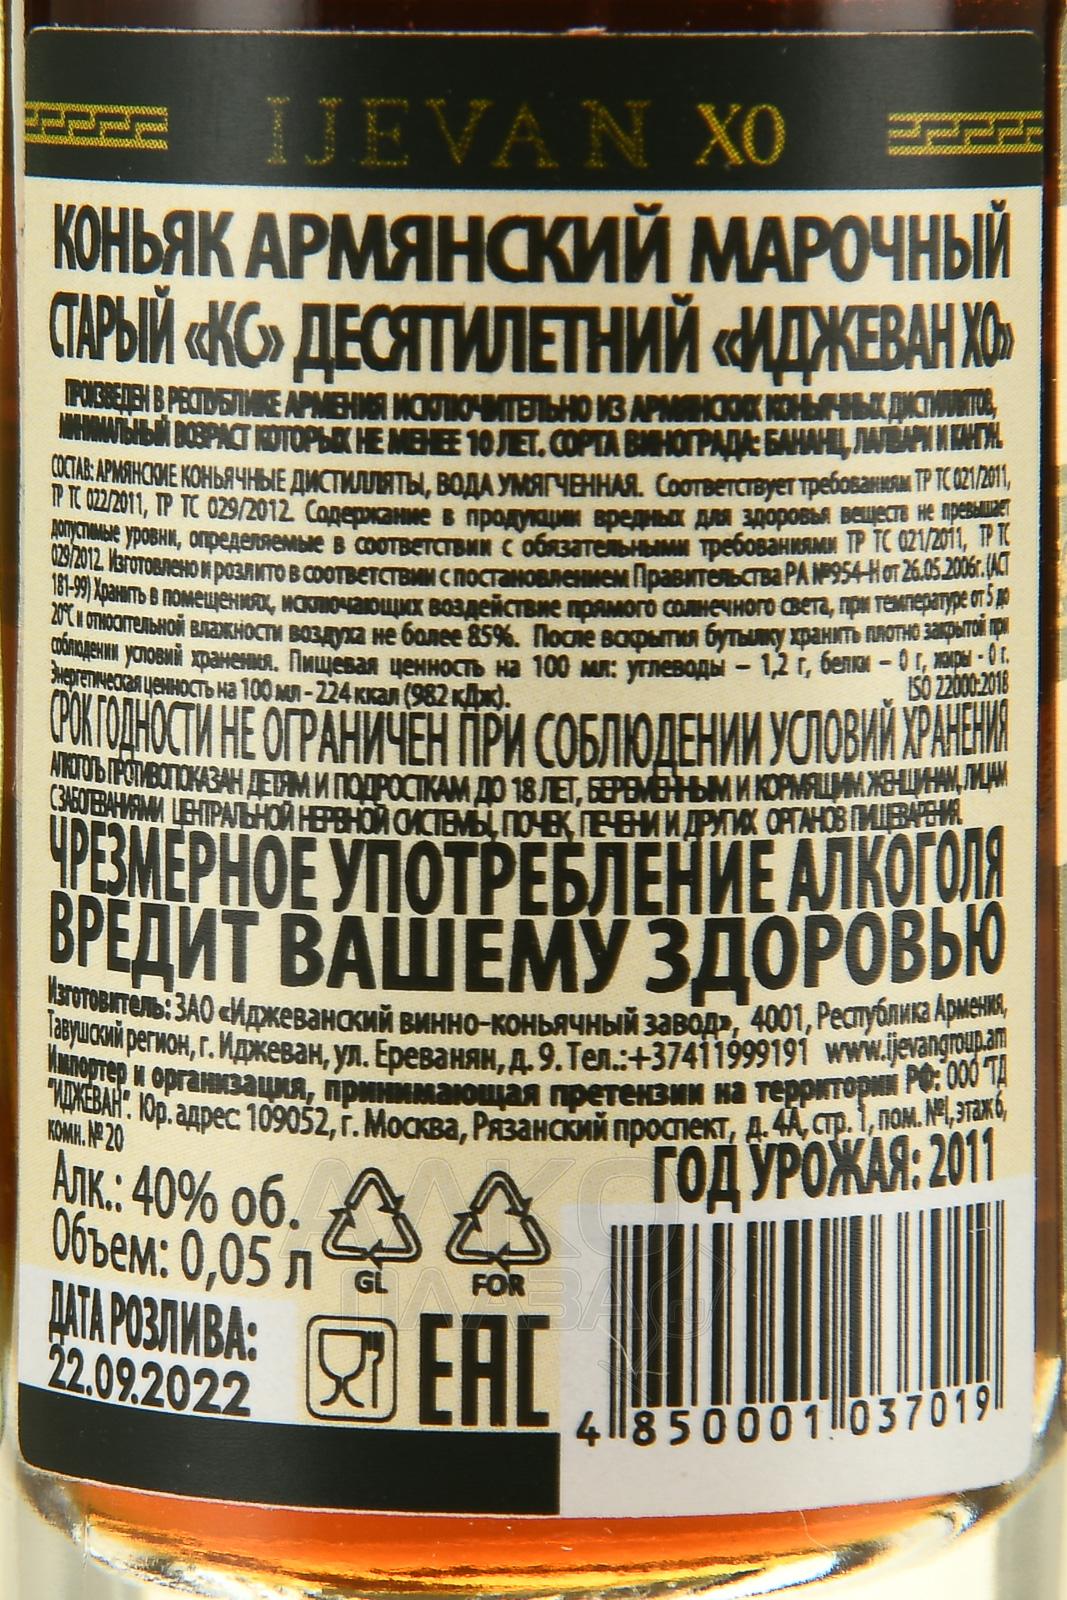 IJEVAN XO
КОНЬЯК АРМЯНСКИЙ МАРОЧНЫЙ
СТАРЫЙ «КС» ДЕСЯТИЛЕТНИЙ «ИДЖЕВАН ХО»
ПРОИЗВЕДЕН В РЕСПУБЛИКЕ АРМЕНИЯ ИСКЛЮЧИТЕЛЬНО ИЗ АРМЯНСКИХ КОНЬЯЧНЫХ ДИСТИЛЛЯТОВ,
МИНИМАЛЬНЫЙ ВОЗРАСТ КОТОРЫХ НЕ МЕНЕЕ 10 ЛЕТ. СОРТА ВИНОГРАДА: БАНАНЦ, ЛАЛВАРИ И КАНГУН.
СОСТАВ: АРМЯНСКИЕ КОНЬЯЧНЫЕ ДИСТИЛЛЯТЫ, ВОДА УМЯГЧЕННАЯ. Соответствует требованиям ТР ТС 021/2011,
ТР ТС 022/2011, ТР ТС 029/2012. Содержание в продукции вредных для здоровья веществ не превышает
допустимые уровни, определяемые в соответствии с обязательными требованиями ТР ТС 021/2011, ТР ТС
029/2012. Изготовлено и розлито в соответствии с постановлением Правительства РА №954-Н от 26.05.2006г. (АСТ
181-99) Хранить в помещениях, исключающих воздействие прямого солнечного света, при температуре от 5 до
20°С и относительной влажности воздуха не более 85%. После вскрытия бутылку хранить плотно закрытой при
соблюдении условий хранения. Пищевая ценность на 100 мл: углеводы – 1,2 г, белки – 0 г, жиры - 0 г.
Энергетическая ценность на 100 мл - 224 ккал (982 кДж). ISO 22000:2018
СРОК ГОДНОСТИ НЕ ОГРАНИЧЕН ПРИ СОБЛЮДЕНИИ УСЛОВИЙ ХРАНЕНИЯ
АЛКОГОЛЬ ПРОТИВОПОКАЗАН ДЕТЯМ И ПОДРОСТКАМ ДО 18 ЛЕТ, БЕРЕМЕННЫМ И КОРМЯЩИМ ЖЕНЩИНАМ, ЛИЦАМ
С ЗАБОЛЕВАНИЯМИ ЦЕНТРАЛЬНОЙ НЕРВНОЙ СИСТЕМЫ, ПОЧЕК, ПЕЧЕНИ И ДРУГИХ ОРГАНОВ ПИЩЕВАРЕНИЯ.
ЧРЕЗМЕРНОЕ УПОТРЕБЛЕНИЕ АЛКОГОЛЯ
ВРЕДИТ ВАШЕМУ ЗДОРОВЬЮ
Изготовитель: ЗАО «Иджеванский винно-коньячный завод», 4001, Республика Армения,
Тавушский регион, г. Иджеван, ул. Ереванян, д. 9. Тел.:+37411999191 www.ijevangroup.am
Импортер и организация, принимающая претензии на территории РФ: ООО "ТД
"ИДЖЕВАН". Юр. адрес: 109052, г. Москва, Рязанский проспект, д. 4А, стр. 1, пом. №I, этаж 6,
комн. № 20
ГОД УРОЖАЯ: 2011
Алк.: 40% об.
Объем: 0,05 л
GL FOR
АЛКО
ПЛАЗА
ru
ДАТА РОЗЛИВА:
22.09.2022
ЕАС
4 850001 037019